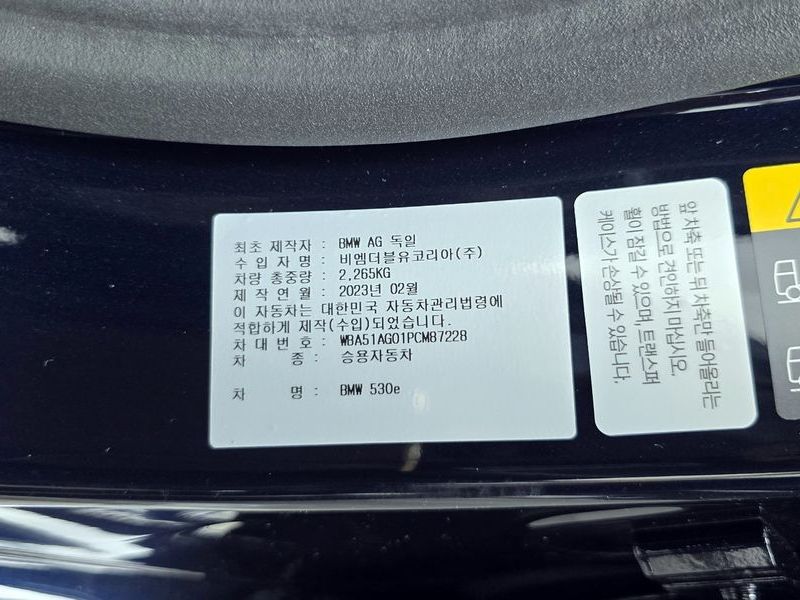 최초 제작자 : BMW AG 독일
수 입 자 명 : 비엠더블유코리아(주)
차량 총중량 : 2,265KG
제 작 연 월 : 2023년 02월
이 자동차는 대한민국 자동차관리법령에
적합하게 제작(수입)되었습니다.
차 대 번 호 : WBA51AG01PCM87228
차 종 : 승용자동차
차 명 : BMW 530e
앞 차축 또는 뒤 차축만 들어올리는
방법으로 견인하지 마십시오.
휠이 잠길 수 있으며, 트랜스퍼
케이스가 손상될 수 있습니다.